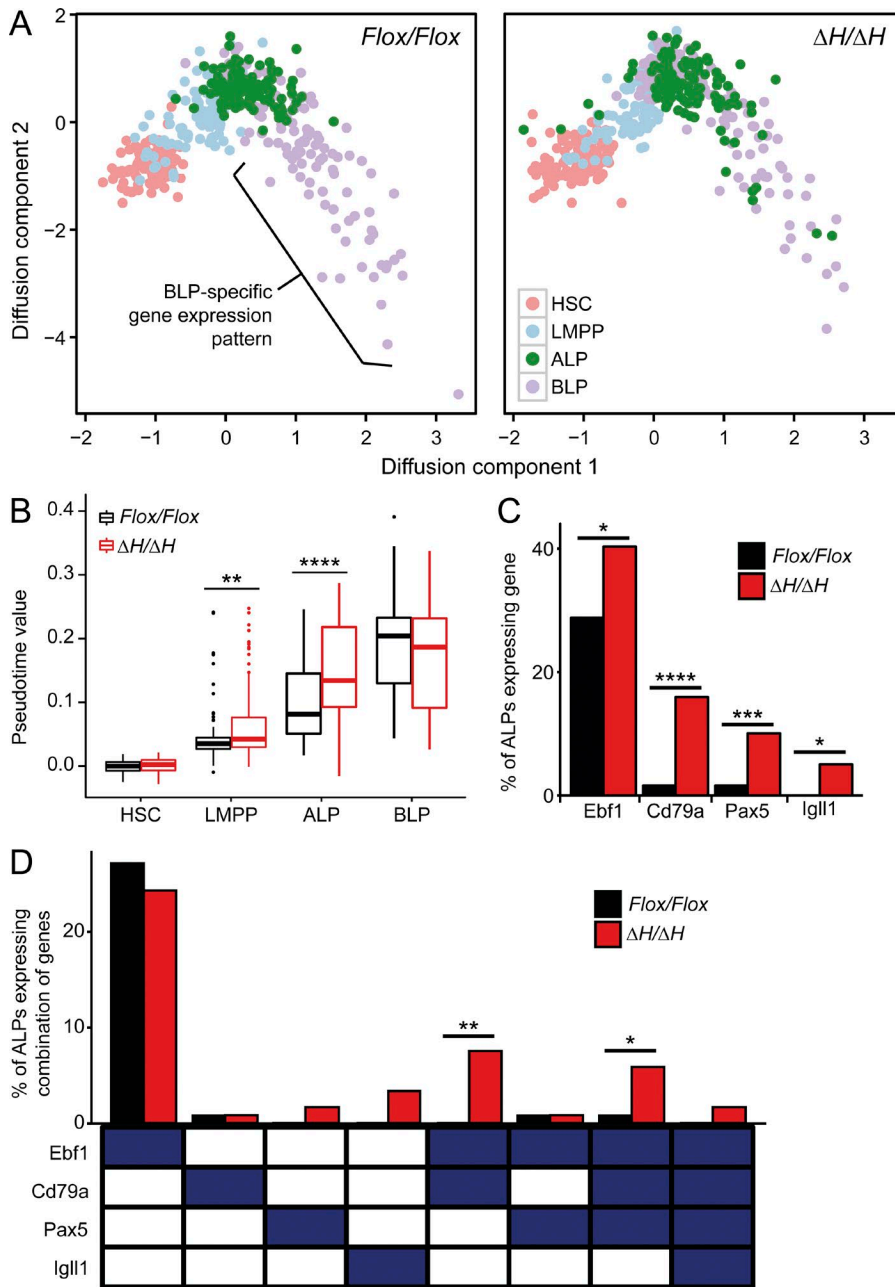 A
Flox/Flox
ΔH/ΔH
Diffusion component 2
2
0
−2
−4
BLP-specific
gene expression
pattern
HSC
LMPP
ALP
BLP
−2 −1 0 1 2 3
−2 −1 0 1 2 3
Diffusion component 1
B
Flox/Flox
ΔH/ΔH
Pseudotime value
0.4
0.3
0.2
0.1
0.0
**
****
HSC LMPP ALP BLP
C
% of ALPs expressing gene
40
20
0
Flox/Flox
ΔH/ΔH
*
****
***
*
Ebf1 Cd79a Pax5 Igll1
D
% of ALPs expressing
combination of genes
20
10
0
Flox/Flox
ΔH/ΔH
**
*
Ebf1
Cd79a
Pax5
Igll1